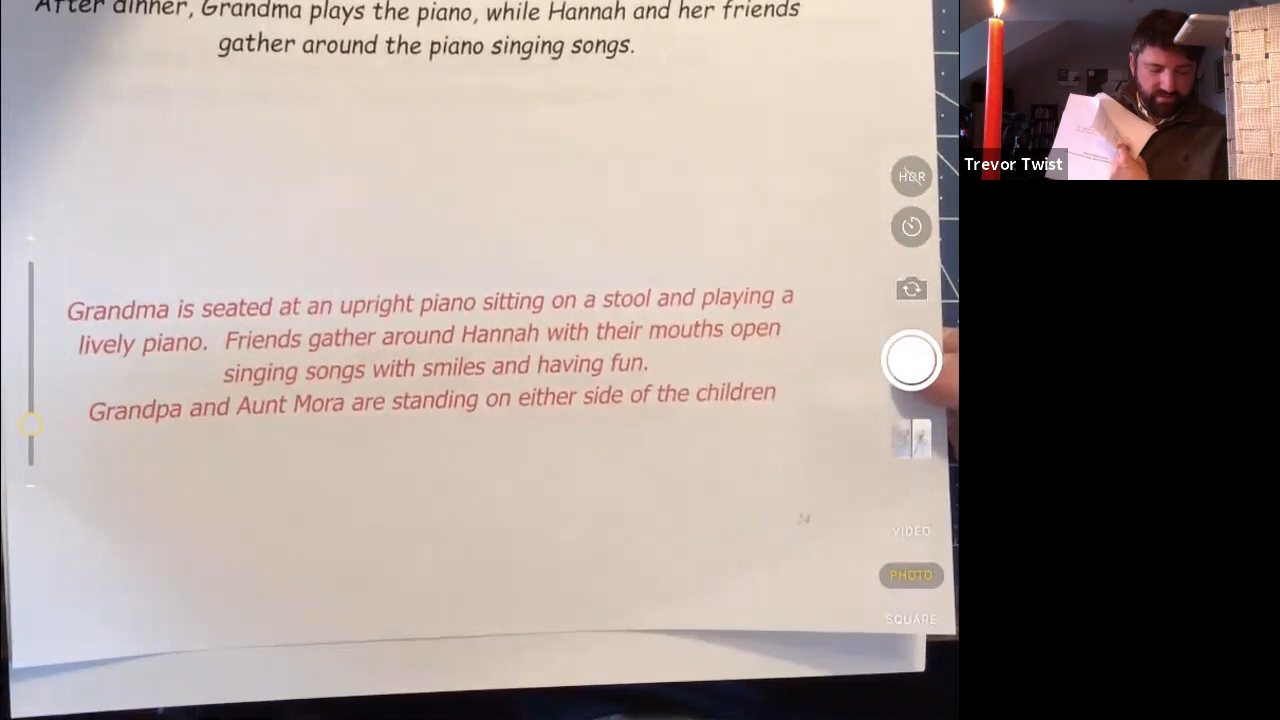 After dinner, Grandma plays the piano, while Hannah and her friends
gather around the piano singing songs.
Grandma is seated at an upright piano sitting on a stool and playing a
lively piano. Friends gather around Hannah with their mouths open
singing songs with smiles and having fun.
Grandpa and Aunt Mora are standing on either side of the children
HDR
VIDEO
PHOTO
SQUARE
Trevor Twist